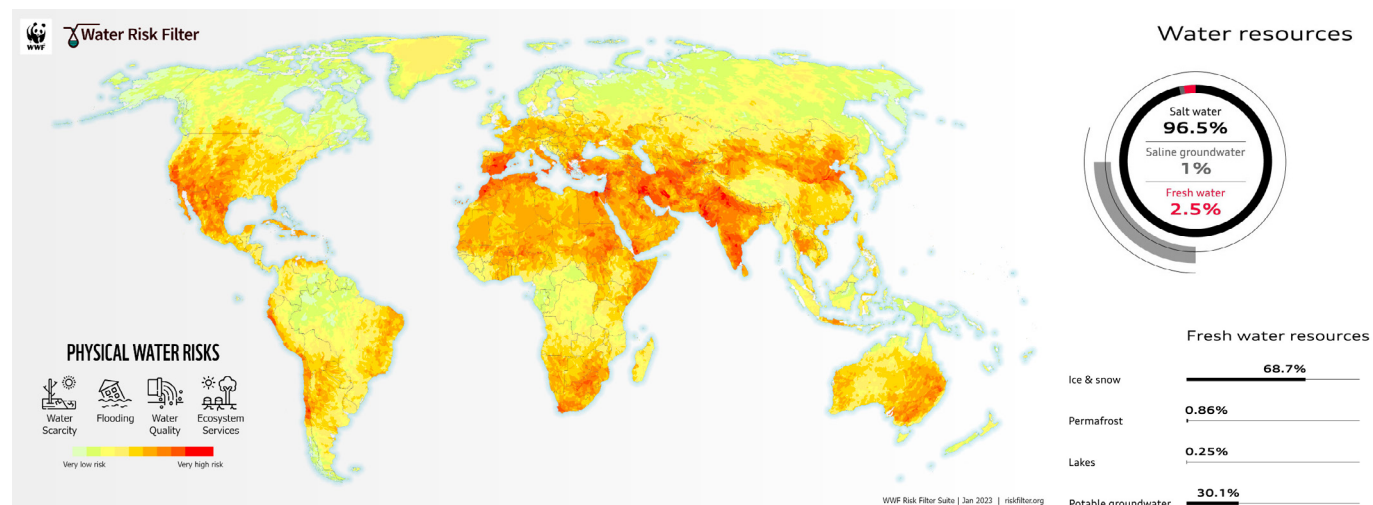 WWF
Water Risk Filter
PHYSICAL WATER RISKS
Water
Scarcity
Flooding
Water
Quality
Ecosystem
Services
Very low risk
Very high risk
WWF Risk Filter Suite | Jan 2023 | riskfilter.org
Water resources
Salt water
96.5%
Saline groundwater
1%
Fresh water
2.5%
Fresh water resources
Ice & snow
68.7%
Permafrost
0.86%
Lakes
0.25%
Potable groundwater
30.1%